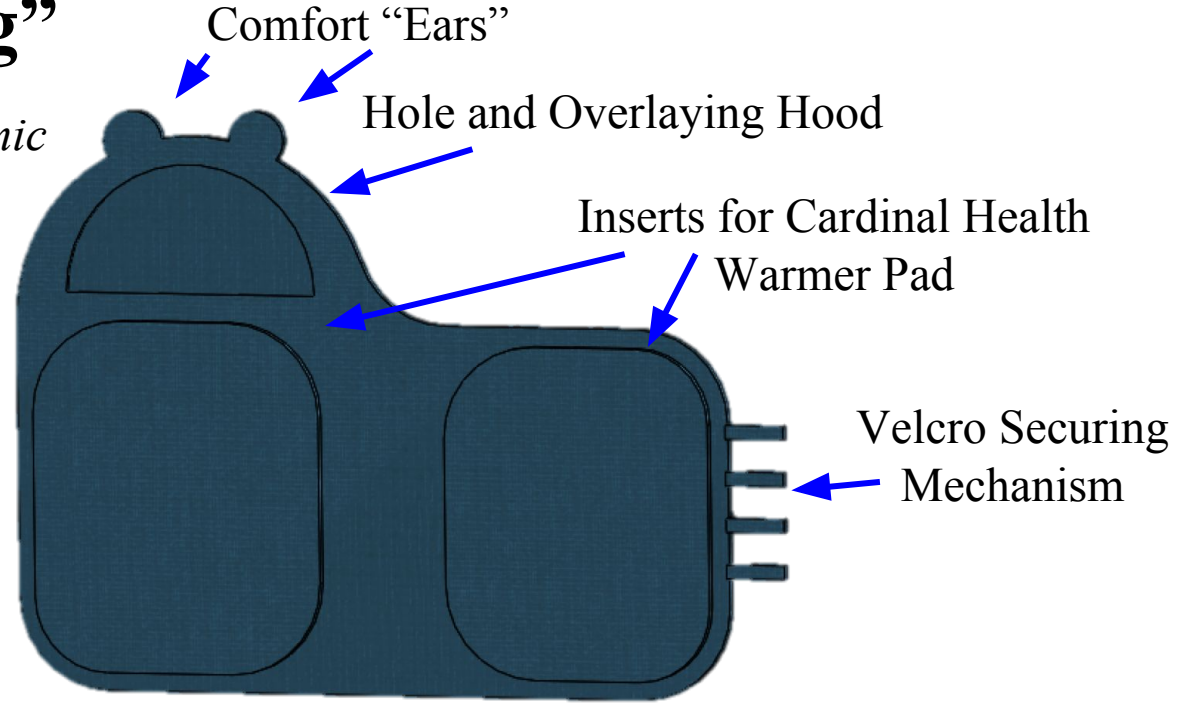 g”
Comfort “Ears”
Hole and Overlaying Hood
nic
Inserts for Cardinal Health
Warmer Pad
Velcro Securing
Mechanism